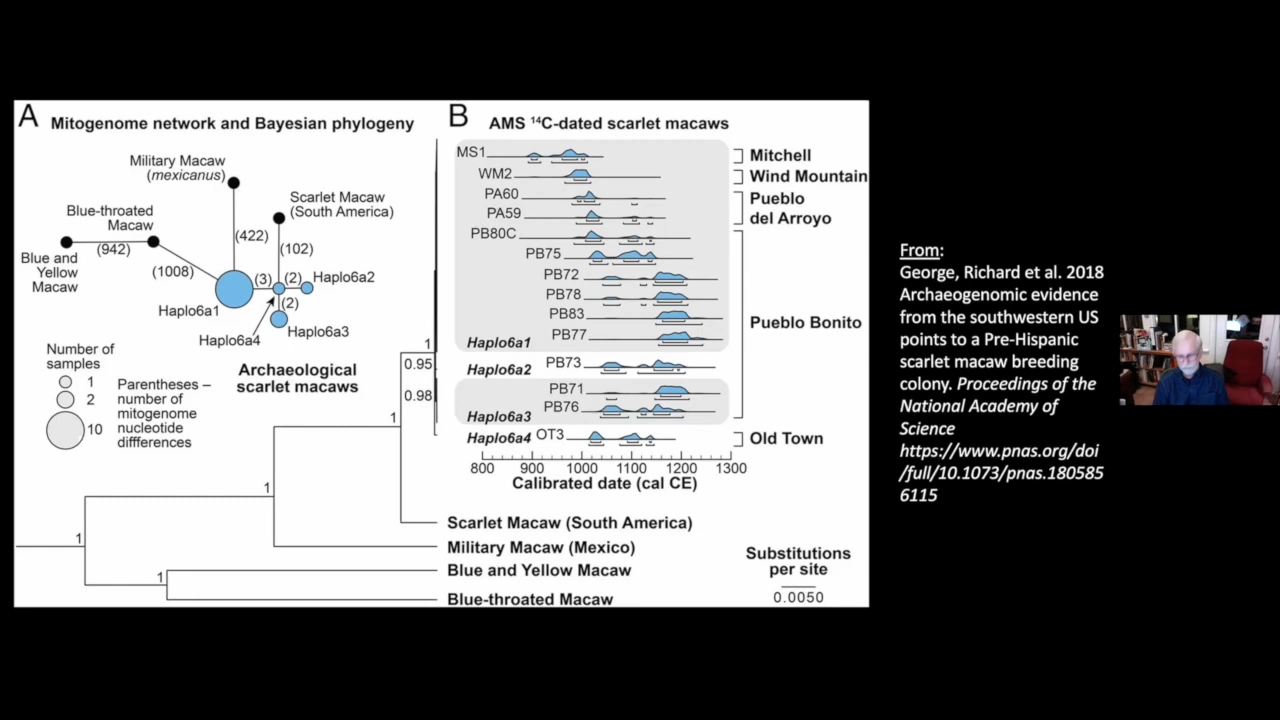 A
Mitogenome network and Bayesian phylogeny
Military Macaw
(mexicanus)
Scarlet Macaw
(South America)
Blue-throated
Macaw
(422)
(102)
(942)
(1008)
Blue and
Yellow
Macaw
(3)
(2)
Haplo6a2
(2)
Haplo6a1
Haplo6a3
Haplo6a4
Number of
samples
1
2
10
Parentheses –
number of
mitogenome
nucleotide
diffferences
Archaeological
scarlet macaws
1
0.95
0.98
1
1
1
1
B
AMS ¹⁴C-dated scarlet macaws
MS1
Mitchell
WM2
Wind Mountain
PA60
Pueblo
del Arroyo
PA59
PB80C
PB75
PB72
PB78
PB83
PB77
Haplo6a1
Pueblo Bonito
PB73
Haplo6a2
PB71
PB76
Haplo6a3
Haplo6a4
OT3
Old Town
800 900 1000 1100 1200 1300
Calibrated date (cal CE)
Scarlet Macaw (South America)
Military Macaw (Mexico)
Blue and Yellow Macaw
Blue-throated Macaw
Substitutions
per site
0.0050
From:
George, Richard et al. 2018
Archaeogenomic evidence
from the southwestern US
points to a Pre-Hispanic
scarlet macaw breeding
colony. Proceedings of the
National Academy of
Science
https://www.pnas.org/doi
/full/10.1073/pnas.180585
6115